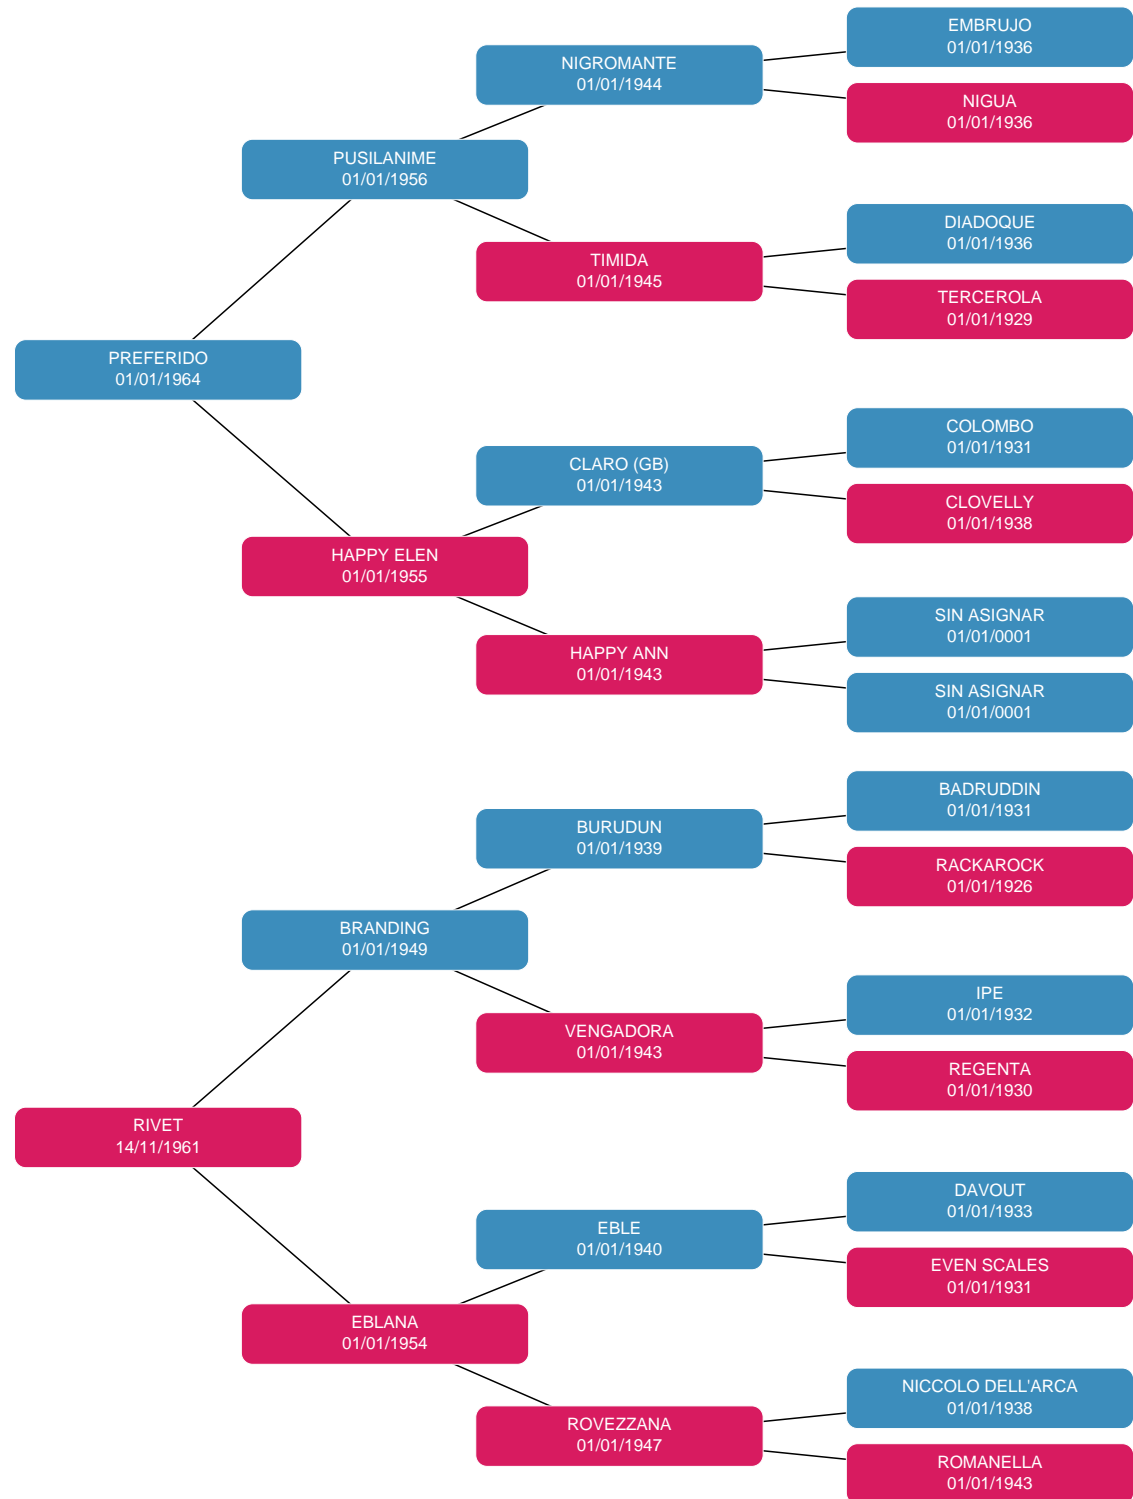 EMBRUJO
01/01/1936
NIGROMANTE
01/01/1944
NIGUA
01/01/1936
PUSILANIME
01/01/1956
DIADOQUE
01/01/1936
TIMIDA
01/01/1945
TERCEROLA
01/01/1929
PREFERIDO
01/01/1964
COLOMBO
01/01/1931
CLARO (GB)
01/01/1943
CLOVELLY
01/01/1938
HAPPY ELEN
01/01/1955
SIN ASIGNAR
01/01/0001
HAPPY ANN
01/01/1943
SIN ASIGNAR
01/01/0001
BADRUDDIN
01/01/1931
BURUDUN
01/01/1939
RACKAROCK
01/01/1926
BRANDING
01/01/1949
IPE
01/01/1932
VENGADORA
01/01/1943
REGENTA
01/01/1930
RIVET
14/11/1961
DAVOUT
01/01/1933
EBLE
01/01/1940
EVEN SCALES
01/01/1931
EBLANA
01/01/1954
NICCOLO DELL'ARCA
01/01/1938
ROVEZZANA
01/01/1947
ROMANELLA
01/01/1943